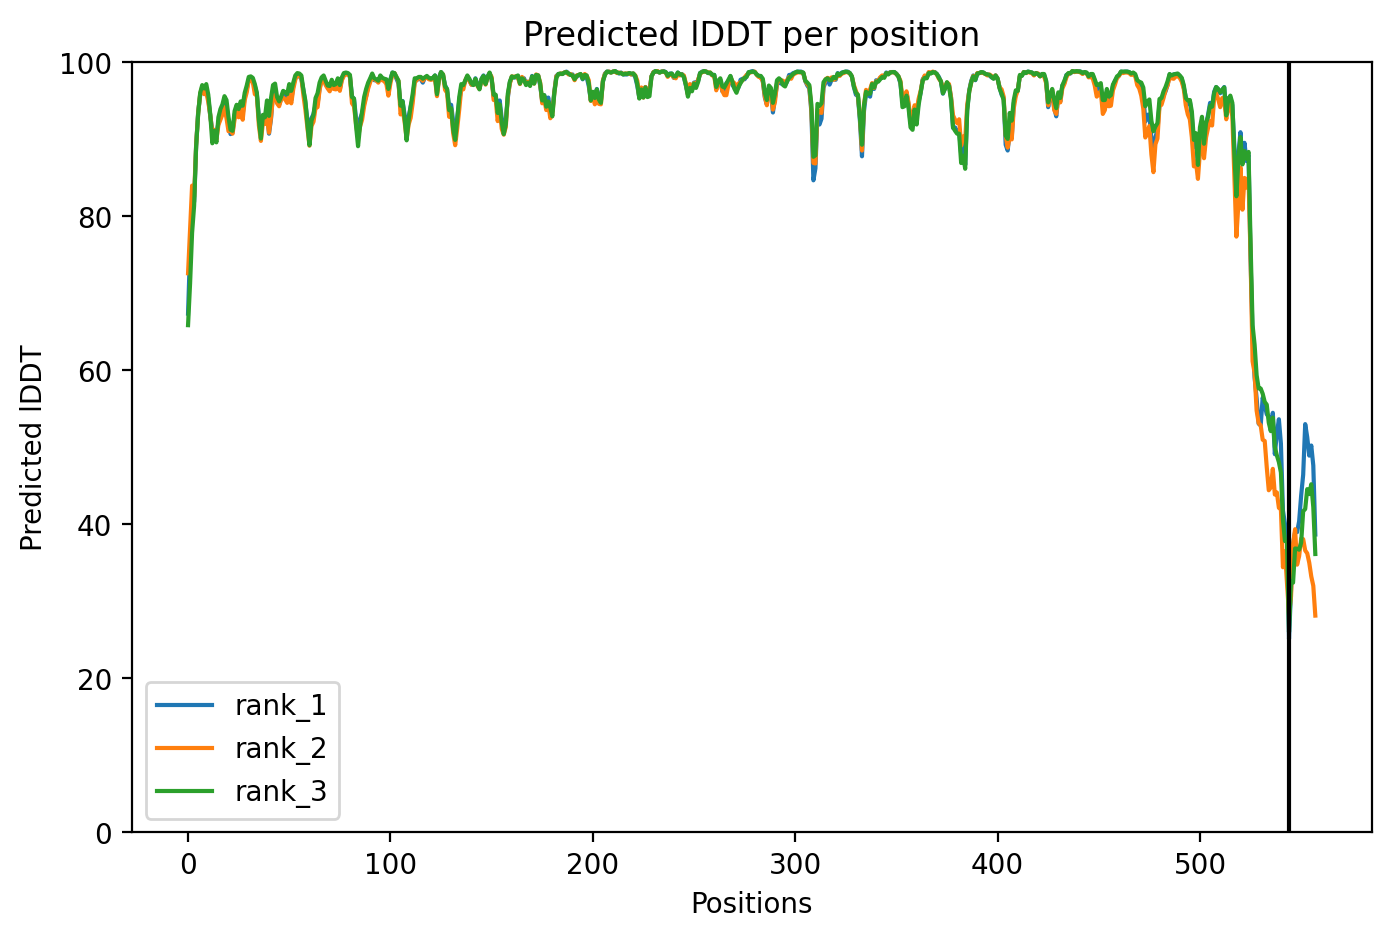 Predicted lDDT per position
Predicted lDDT
100
80
60
40
20
0
rank_1
rank_2
rank_3
0 100 200 300 400 500
Positions